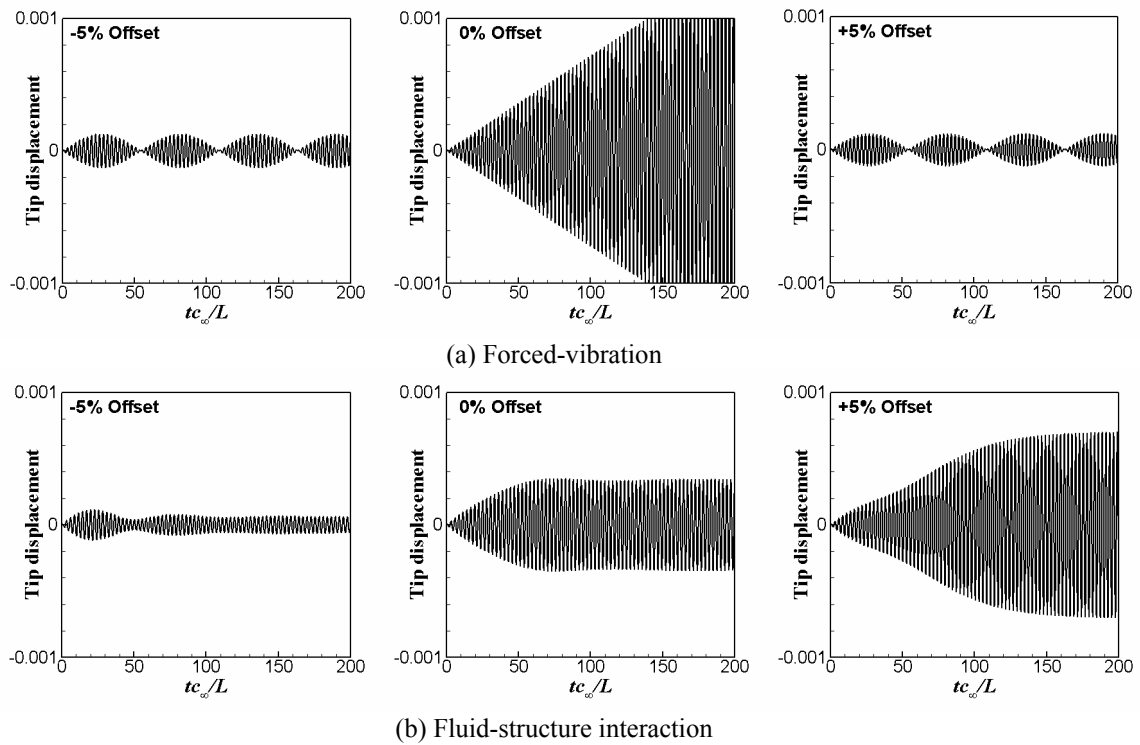 0.001
-5% Offset
Tip displacement
0
-0.001
0 50 100 150 200
tc∞/L
0.001
0% Offset
Tip displacement
0
-0.001
0 50 100 150 200
tc∞/L
0.001
+5% Offset
Tip displacement
0
-0.001
0 50 100 150 200
tc∞/L
(a) Forced-vibration
0.001
-5% Offset
Tip displacement
0
-0.001
0 50 100 150 200
tc∞/L
0.001
0% Offset
Tip displacement
0
-0.001
0 50 100 150 200
tc∞/L
0.001
+5% Offset
Tip displacement
0
-0.001
0 50 100 150 200
tc∞/L
(b) Fluid-structure interaction